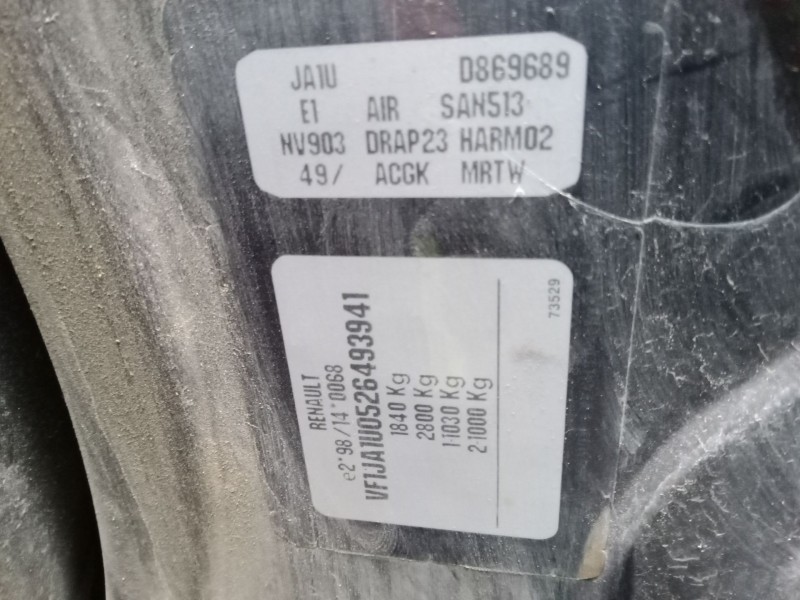 JA1U D869689
E1 AIR SAN513
NV903 DRAP23 HARM02
49/ ACGK MRTW
RENAULT
e2*98/14*0068
VF1JA1U0526493941
1840 Kg
2800 Kg
1-1030 Kg
2-1000 Kg
73529